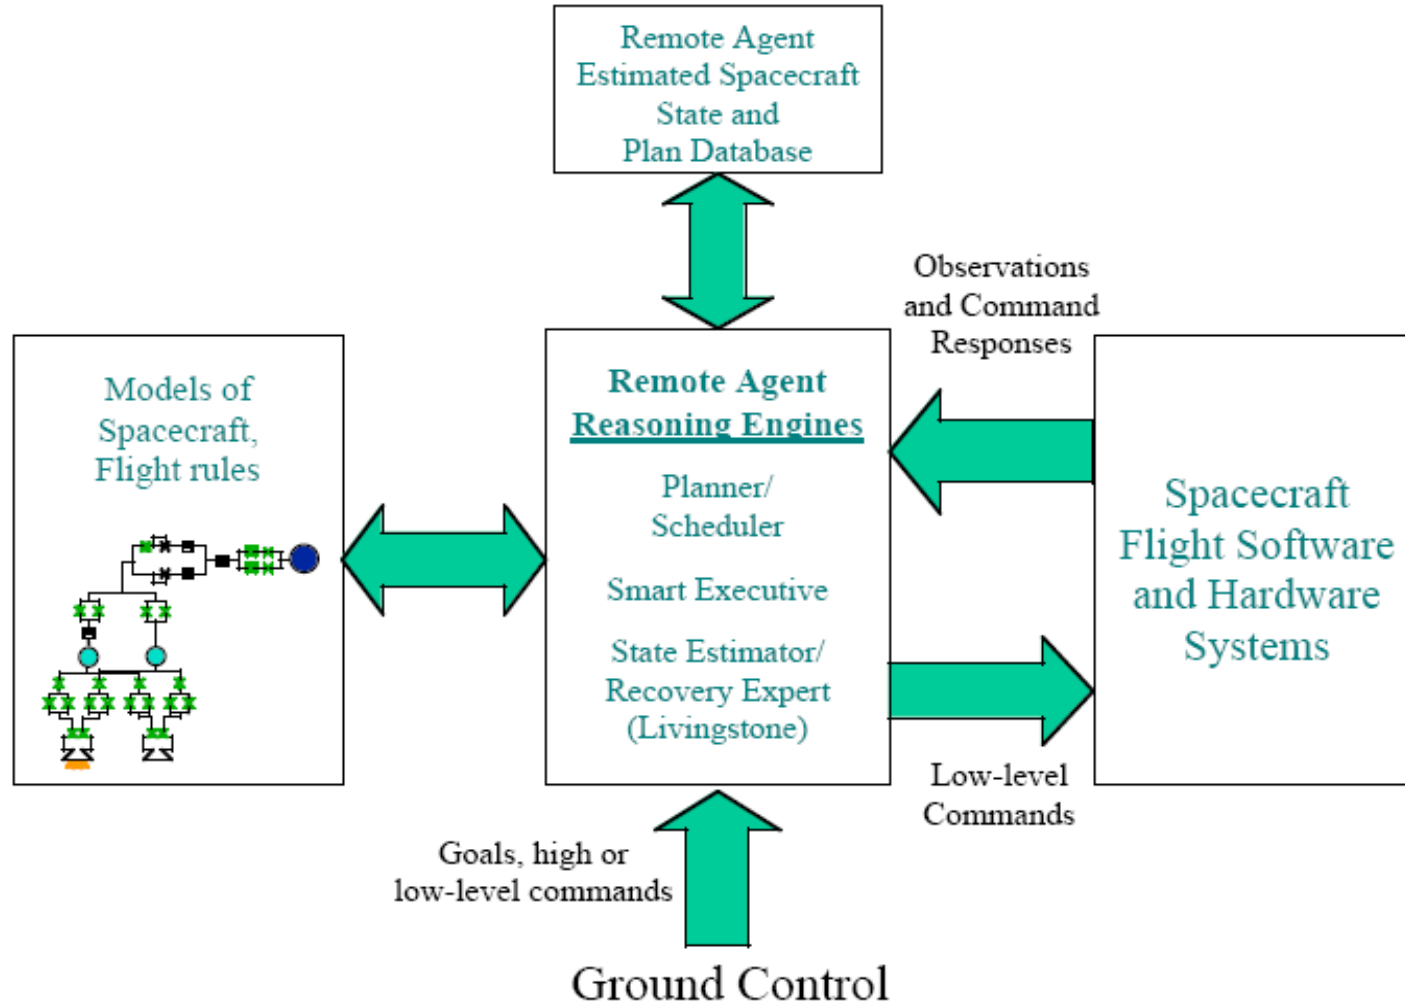 Remote Agent
Estimated Spacecraft
State and
Plan Database
Observations
and Command
Responses
Models of
Spacecraft,
Flight rules
Remote Agent
Reasoning Engines
Planner/
Scheduler
Smart Executive
State Estimator/
Recovery Expert
(Livingstone)
Spacecraft
Flight Software
and Hardware
Systems
Low-level
Commands
Goals, high or
low-level commands
Ground Control